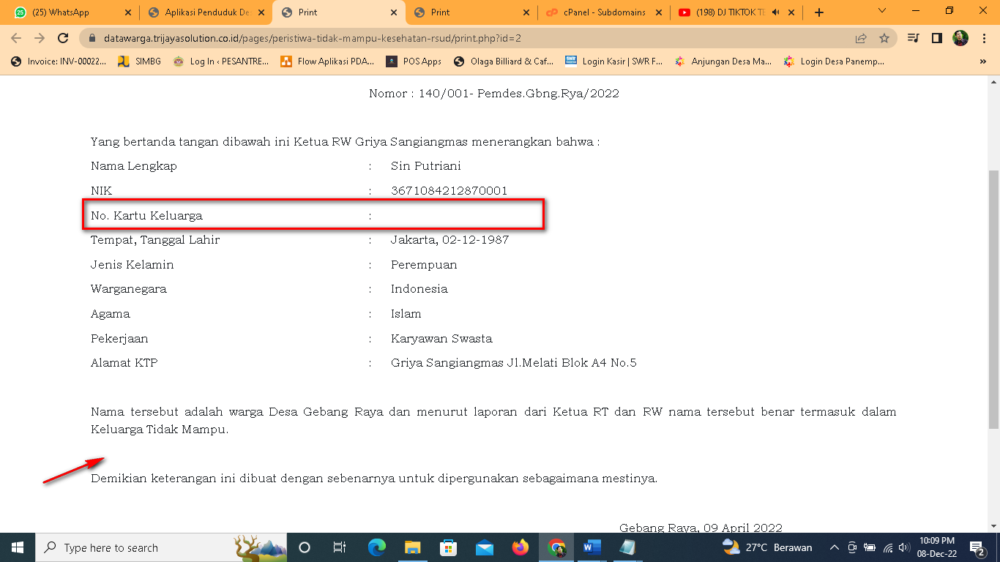 (25) WhatsApp
Aplikasi Penduduk De
Print
Print
cPanel - Subdomains
(198) DJ TIKTOK TE
datawarga.trijayasolution.co.id/pages/peristiwa-tidak-mampu-kesehatan-rsud/print.php?id=2
Invoice: INV-00022...
SIMBG
Log In ‹ PESANTRE...
Flow Aplikasi PDA...
POS Apps
Olaga Billiard & Caf...
Login Kasir | SWR F...
Anjungan Desa Ma...
Login Desa Panemp...
Nomor : 140/001- Pemdes.Gbng.Rya/2022
Yang bertanda tangan dibawah ini Ketua RW Griya Sangiangmas menerangkan bahwa :
Nama Lengkap : Sin Putriani
NIK : 3671084212870001
No. Kartu Keluarga :
Tempat, Tanggal Lahir : Jakarta, 02-12-1987
Jenis Kelamin : Perempuan
Warganegara : Indonesia
Agama : Islam
Pekerjaan : Karyawan Swasta
Alamat KTP : Griya Sangiangmas Jl.Melati Blok A4 No.5
Nama tersebut adalah warga Desa Gebang Raya dan menurut laporan dari Ketua RT dan RW nama tersebut benar termasuk dalam
Keluarga Tidak Mampu.
Demikian keterangan ini dibuat dengan sebenarnya untuk dipergunakan sebagaimana mestinya.
Gebang Raya, 09 April 2022
Type here to search
27°C Berawan
10:09 PM
08-Dec-22
2